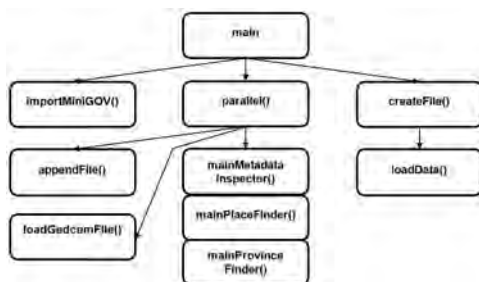 main
importMiniGOV()
parallel()
createFile()
appendFile()
mainMetadata
Inspector()
loadData()
loadGedcomFile()
mainPlaceFinder()
mainProvince
Finder()